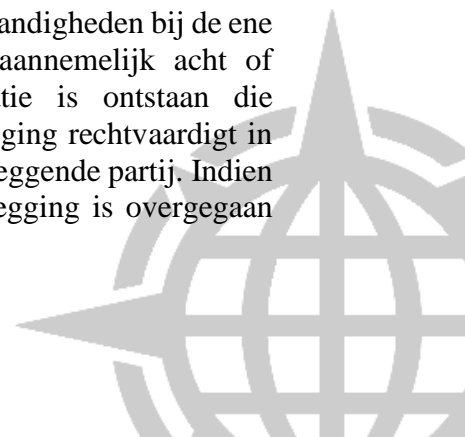 andigheden bij de ene
aannemelijk acht of
tie is ontstaan die
ging rechtvaardigt in
eggende partij. Indien
egging is overgegaan